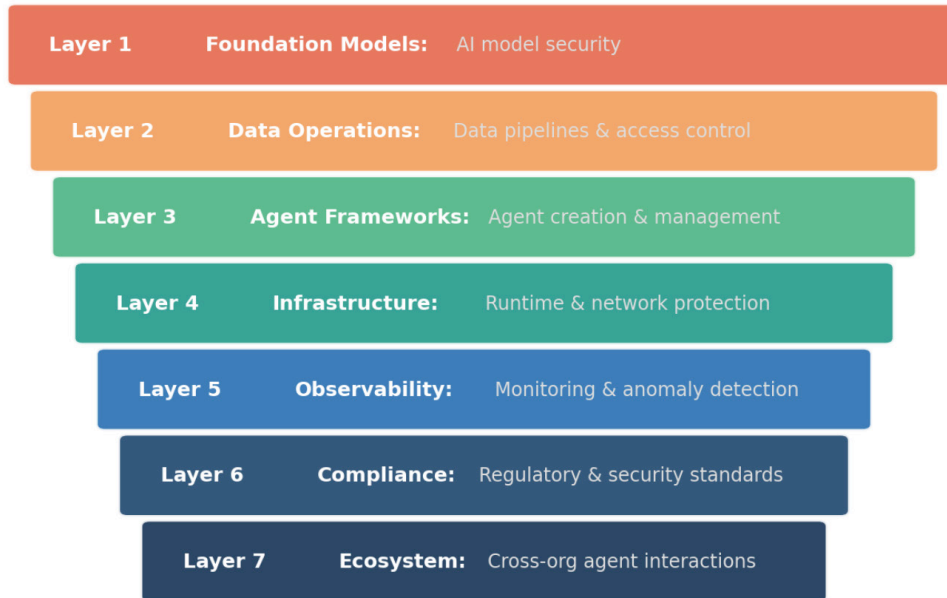 Layer 1 Foundation Models: AI model security
Layer 2 Data Operations: Data pipelines & access control
Layer 3 Agent Frameworks: Agent creation & management
Layer 4 Infrastructure: Runtime & network protection
Layer 5 Observability: Monitoring & anomaly detection
Layer 6 Compliance: Regulatory & security standards
Layer 7 Ecosystem: Cross-org agent interactions